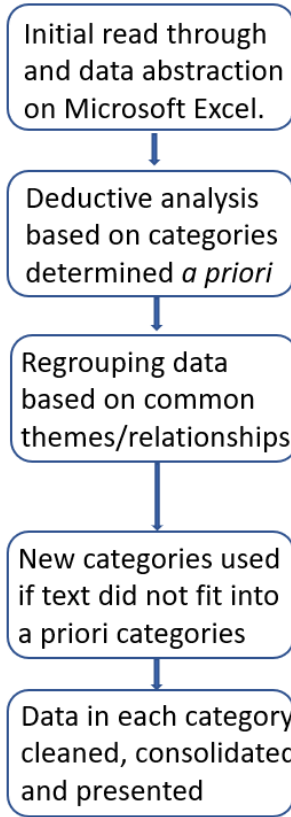 Initial read through
and data abstraction
on Microsoft Excel.
Deductive analysis
based on categories
determined a priori
Regrouping data
based on common
themes/relationships
New categories used
if text did not fit into
a priori categories
Data in each category
cleaned, consolidated
and presented